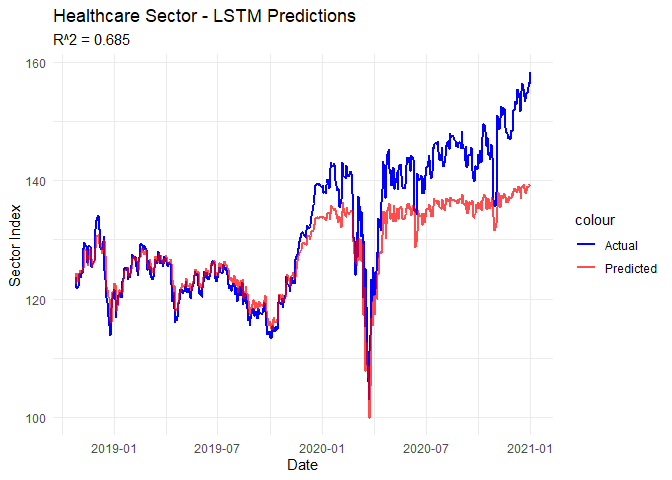 Healthcare Sector - LSTM Predictions
R^2 = 0.685
160
140
120
100
Sector Index
2019-01
2019-07
2020-01
2020-07
2021-01
Date
colour
Actual
Predicted